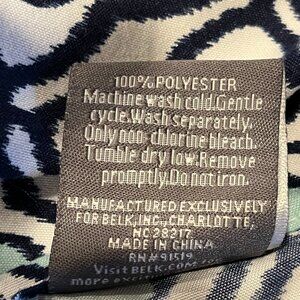 100% POLYESTER
Machine wash cold.Gentle
cycle.Wash separately.
Only non-chlorine bleach.
Tumble dry low.Remove
promptly.Do not iron.
MANUFACTURED EXCLUSIVELY
FOR BELK, INC., CHARLOTTE,
NC 28217
MADE IN CHINA
RN# 91519
Visit BELK.COM